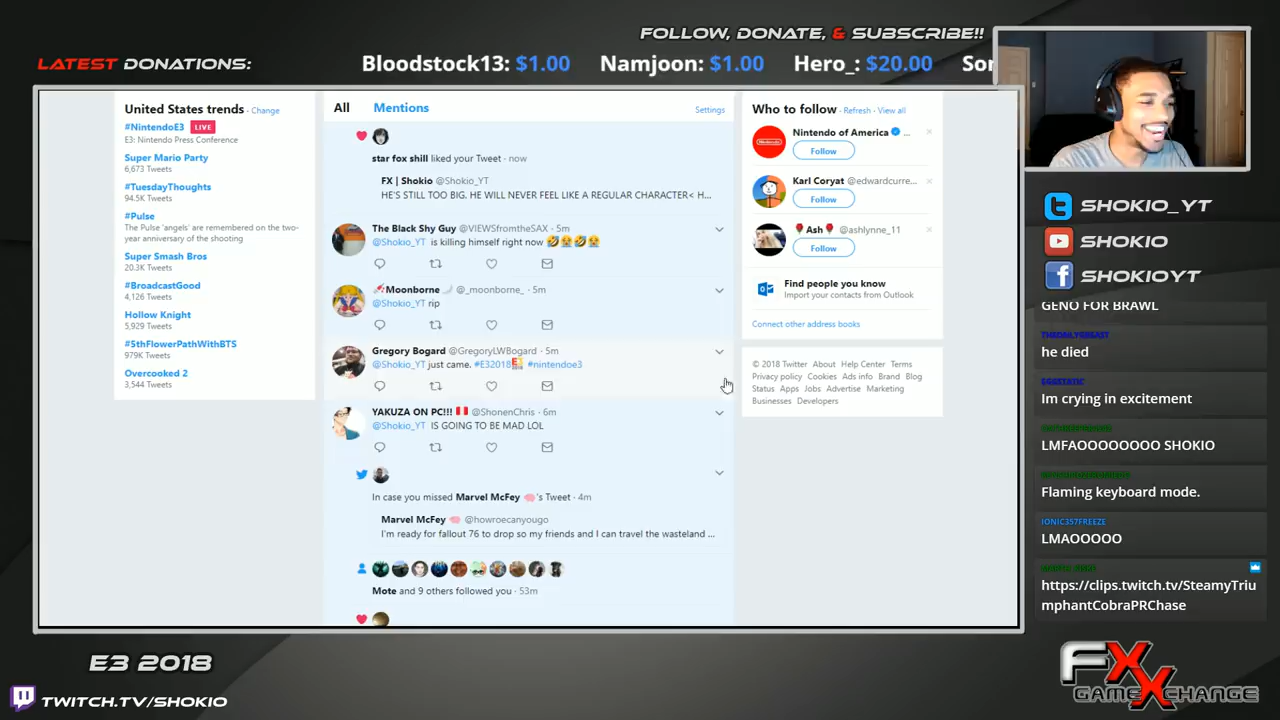 FOLLOW, DONATE, & SUBSCRIBE!!
LATEST DONATIONS:
Bloodstock13: $1.00 Namjoon: $1.00 Hero_: $20.00 Sor
United States trends · Change
#NintendoE3 LIVE
E3: Nintendo Press Conference
Super Mario Party
6,673 Tweets
#TuesdayThoughts
94.5K Tweets
#Pulse
The Pulse 'angels' are remembered on the two-
year anniversary of the shooting
Super Smash Bros
20.3K Tweets
#BroadcastGood
4,126 Tweets
Hollow Knight
5,929 Tweets
#5thFlowerPathWithBTS
979K Tweets
Overcooked 2
3,544 Tweets
All Mentions Settings
star fox shill liked your Tweet · now
FX | Shokio @Shokio_YT
HE'S STILL TOO BIG. HE WILL NEVER FEEL LIKE A REGULAR CHARACTER< H...
The Black Shy Guy @VIEWSfromtheSAX · 5m
@Shokio_YT is killing himself right now 🤣😭🤣😭
Moonborne @_moonborne_ · 5m
@Shokio_YT rip
Gregory Bogard @GregoryLWBogard · 5m
@Shokio_YT just came. #E32018 #nintendoe3
YAKUZA ON PC!!! @ShonenChris · 6m
@Shokio_YT IS GOING TO BE MAD LOL
In case you missed Marvel McFey 🐷's Tweet · 4m
Marvel McFey 🐷 @howroecanyougo
I'm ready for fallout 76 to drop so my friends and I can travel the wasteland ...
Mote and 9 others followed you · 53m
Who to follow · Refresh · View all
Nintendo of America ...
Follow
Karl Coryat @edwardcurre...
Follow
🌹Ash🌹 @ashlynne_11
Follow
Find people you know
Import your contacts from Outlook
Connect other address books
© 2018 Twitter About Help Center Terms
Privacy policy Cookies Ads info Brand Blog
Status Apps Jobs Advertise Marketing
Businesses Developers
SHOKIO_YT
SHOKIO
SHOKIOYT
GENO FOR BRAWL
he died
Im crying in excitement
LMFAOOOOOOOO SHOKIO
Flaming keyboard mode.
IONIC357FREEZE
LMAOOOOO
https://clips.twitch.tv/SteamyTriu
mphantCobraPRChase
E3 2018
TWITCH.TV/SHOKIO
FXX
GAMEXCHANGE